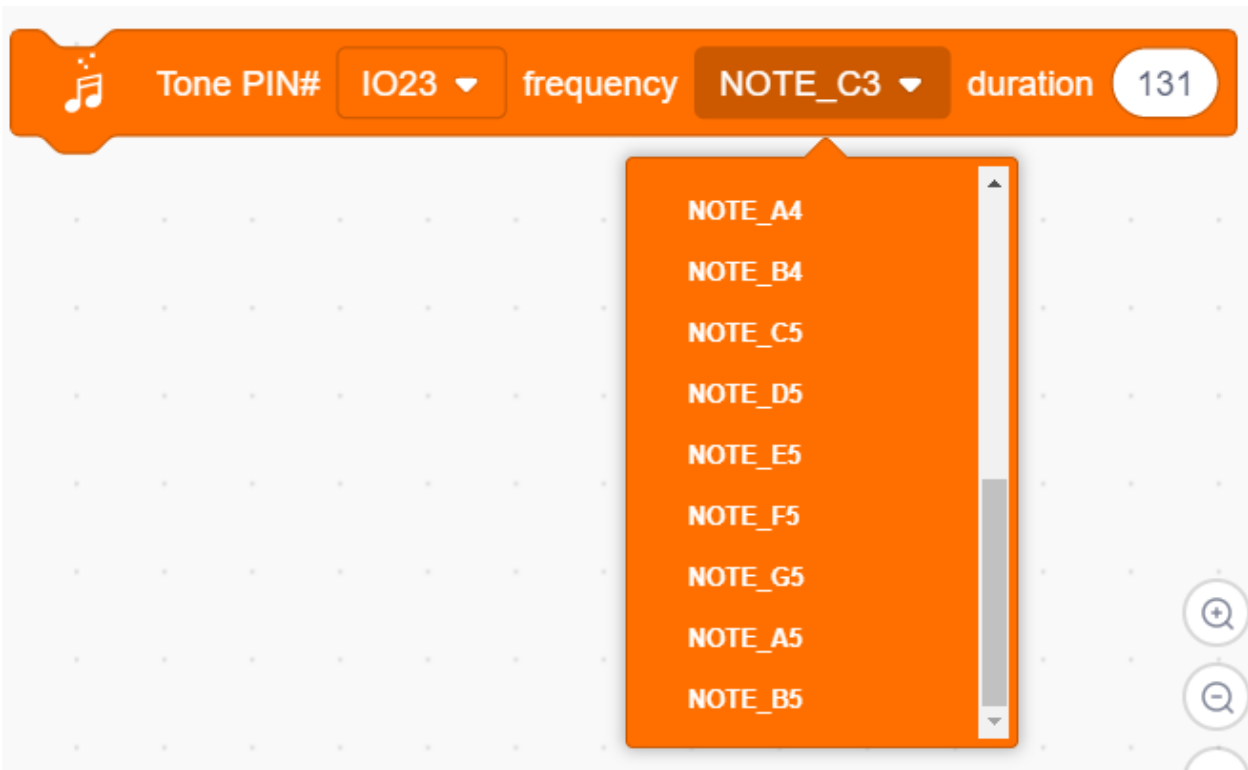 Tone PIN# IO23 frequency NOTE_C3 duration 131
NOTE_A4
NOTE_B4
NOTE_C5
NOTE_D5
NOTE_E5
NOTE_F5
NOTE_G5
NOTE_A5
NOTE_B5